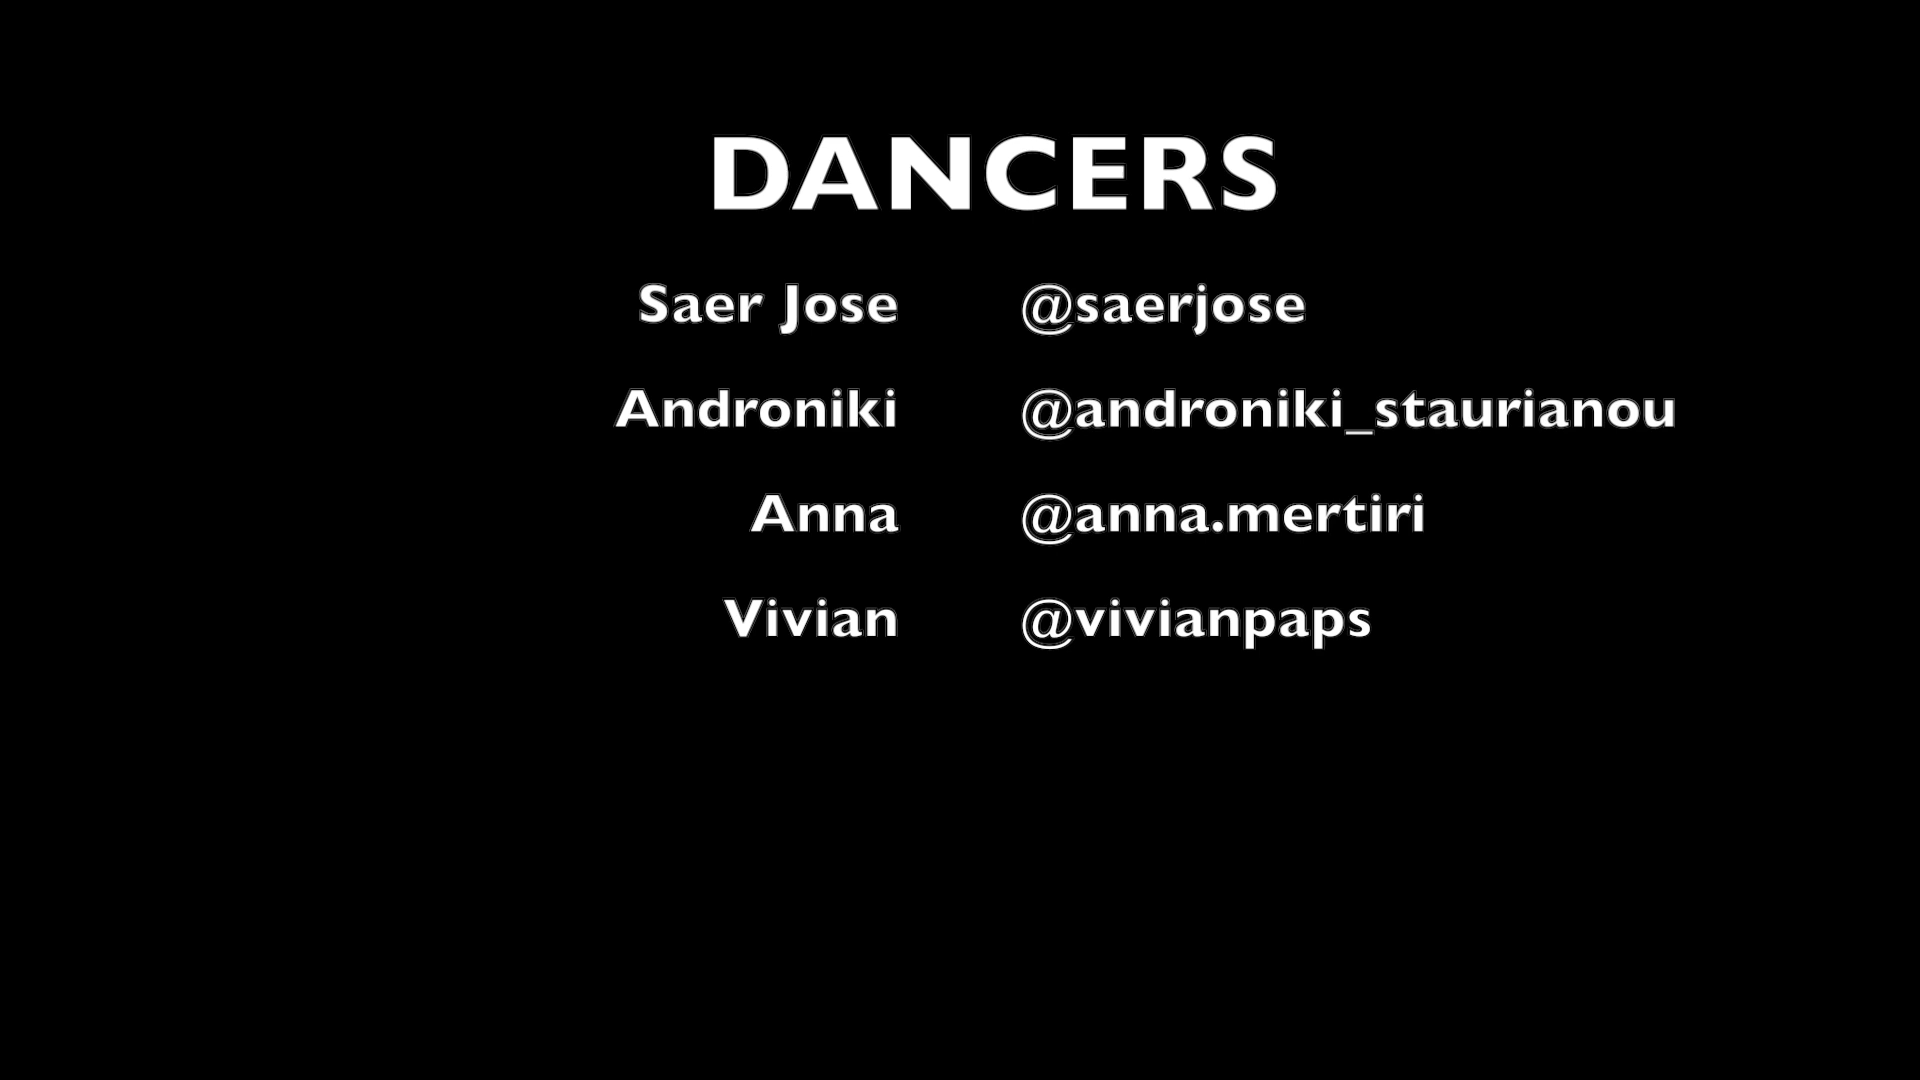 DANCERS
Saer Jose @saerjose
Androniki @androniki_staurianou
Anna @anna.mertiri
Vivian @vivianpaps